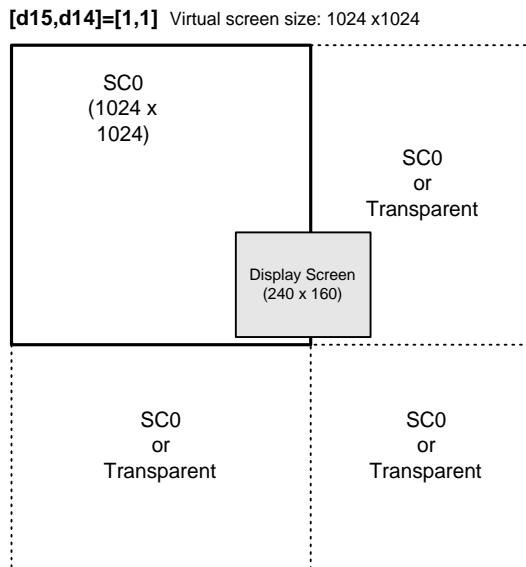 [d15,d14]=[1,1] Virtual screen size: 1024 x1024
SC0
(1024 x
1024)
SC0
or
Transparent
Display Screen
(240 x 160)
SC0
or
Transparent
SC0
or
Transparent